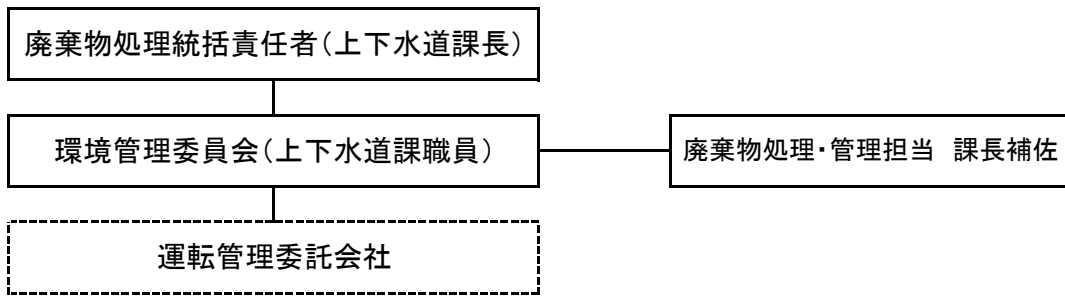 廃棄物処理統括責任者(上下水道課長)
環境管理委員会(上下水道課職員)
廃棄物処理・管理担当　課長補佐
運転管理委託会社